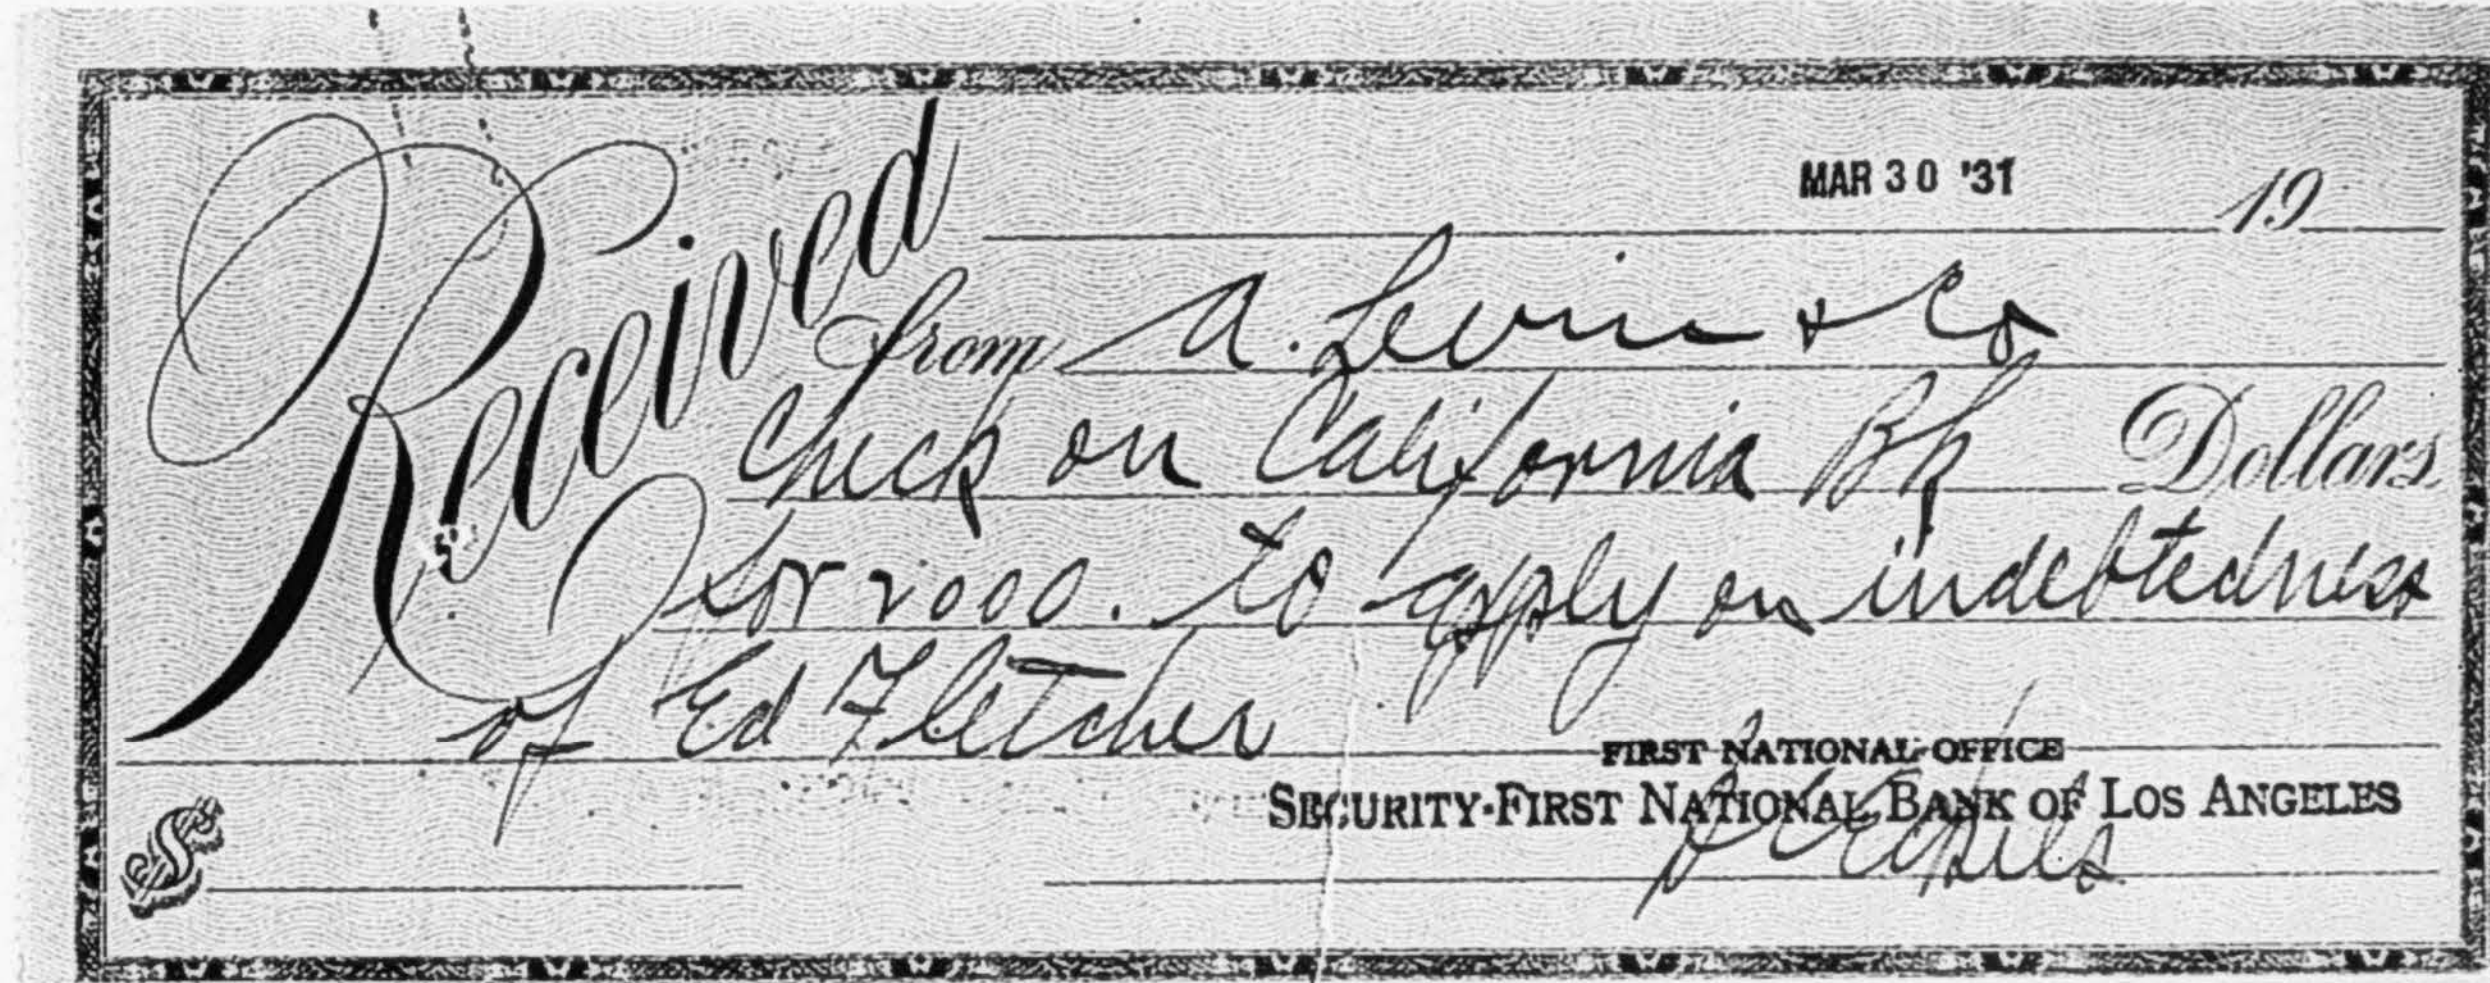 MAR 30 '31 19
Received from A. Levin & Co
Check on California Bk Dollars
for 2000. to apply on indebtedness
of Ed Fletcher
FIRST NATIONAL OFFICE
SECURITY-FIRST NATIONAL BANK OF LOS ANGELES
$